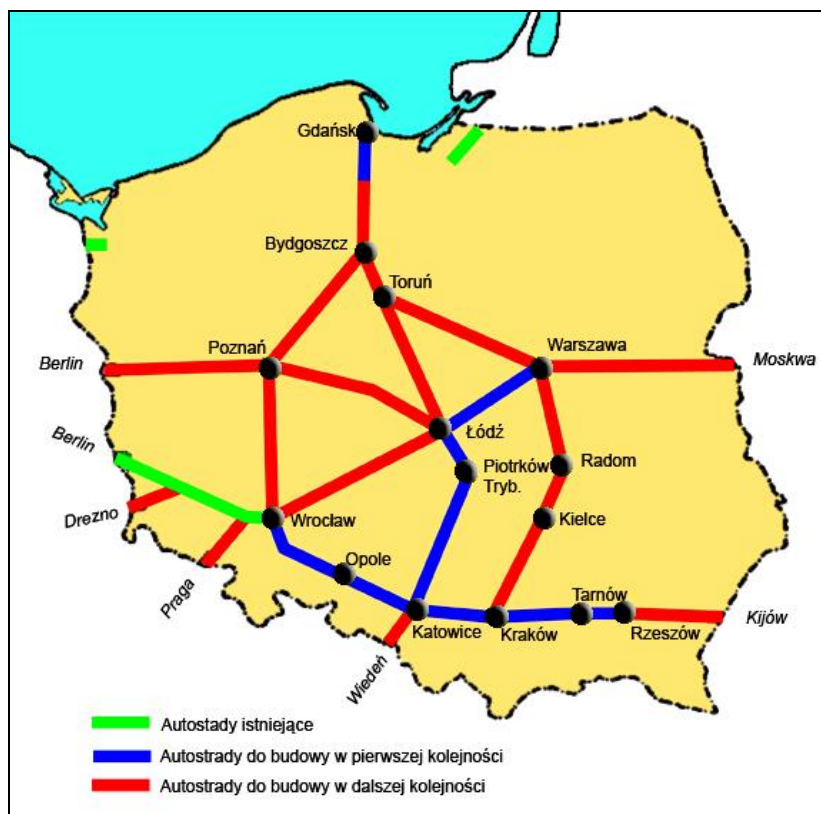 Gdańsk
Bydgoszcz
Toruń
Poznań
Warszawa
Berlin
Moskwa
Berlin
Łódź
Piotrków
Tryb.
Radom
Drezno
Wrocław
Kielce
Opole
Praga
Tarnów
Katowice
Kraków
Rzeszów
Kijów
Wiedeń
Autostady istniejące
Autostrady do budowy w pierwszej kolejności
Autostrady do budowy w dalszej kolejności